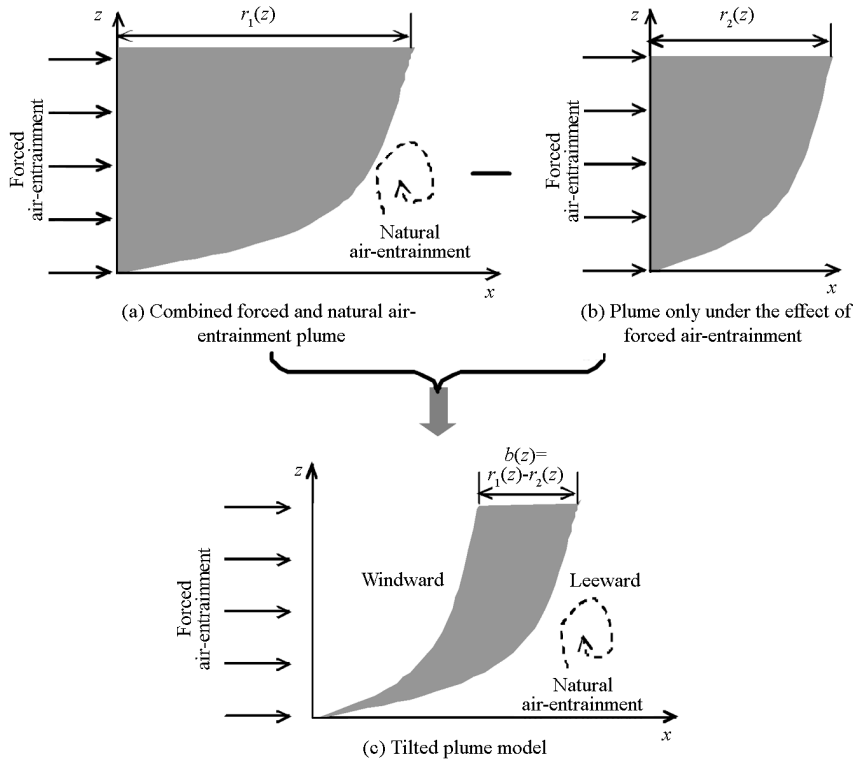 z
r₁(z)
Forced
air-entrainment
Natural
air-entrainment
x
(a) Combined forced and natural air-
entrainment plume
z
r₂(z)
Forced
air-entrainment
x
(b) Plume only under the effect of
forced air-entrainment
z
b(z)=
r₁(z)-r₂(z)
Forced
air-entrainment
Windward
Leeward
Natural
air-entrainment
x
(c) Tilted plume model